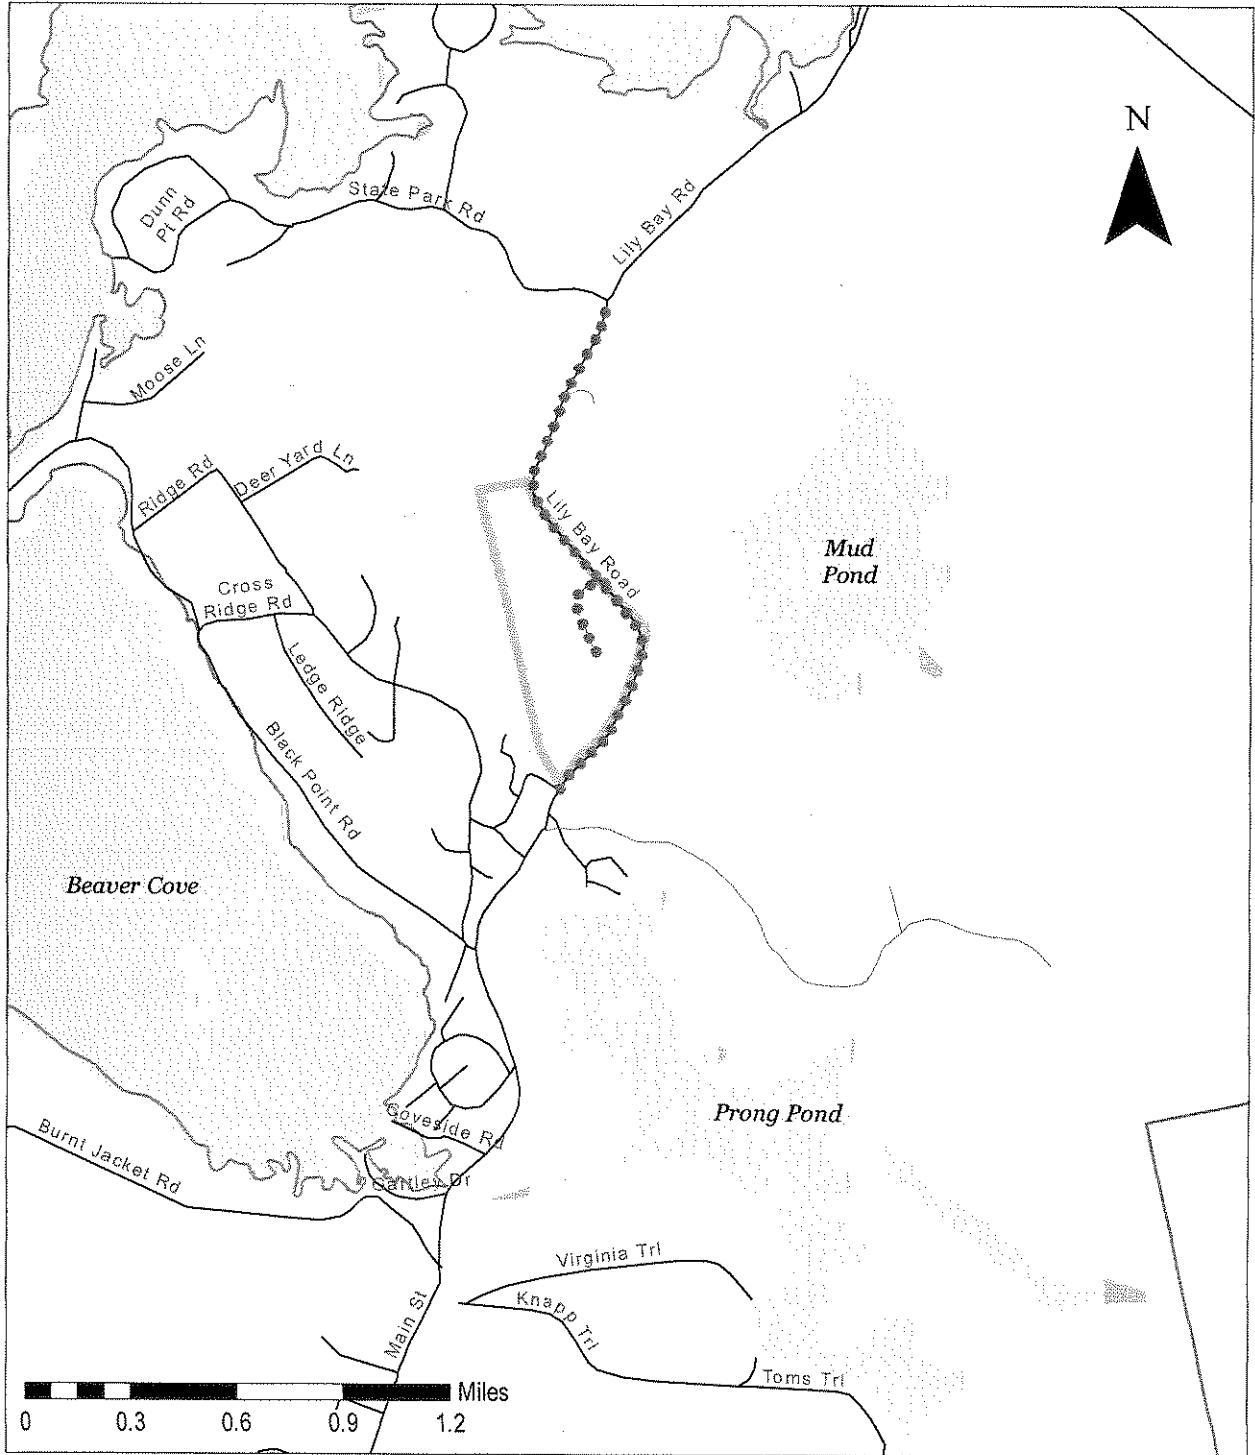 N
State Park Rd
Dunn
Pt Rd
Lily Bay Rd
Moose Ln
Ridge Rd
Deer Yard Ln
Lily Bay Road
Mud
Pond
Cross
Ridge Rd
Ledge Ridge
Black Point Rd
Beaver Cove
Prong Pond
Coveside Rd
Burnt Jacket Rd
Carley Dr
Virginia Trl
Knapp Trl
Main St
Toms Trl
Miles
0 0.3 0.6 0.9 1.2